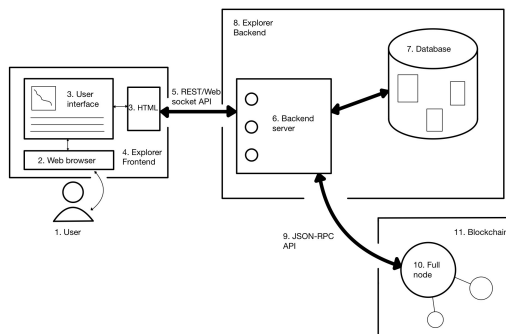 8. Explorer
Backend
7. Database
3. User
interface
3. HTML
5. REST/Web
socket API
6. Backend
server
2. Web browser
4. Explorer
Frontend
1. User
9. JSON-RPC
API
11. Blockchain
10. Full
node